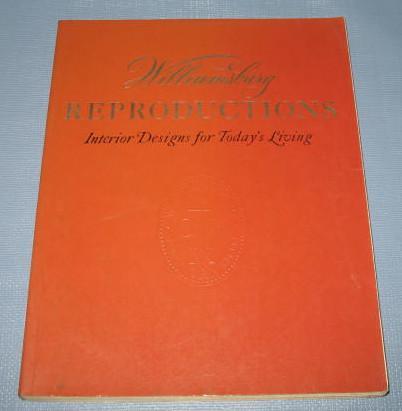 Williamsburg
REPRODUCTIONS
Interior Designs for Today's Living